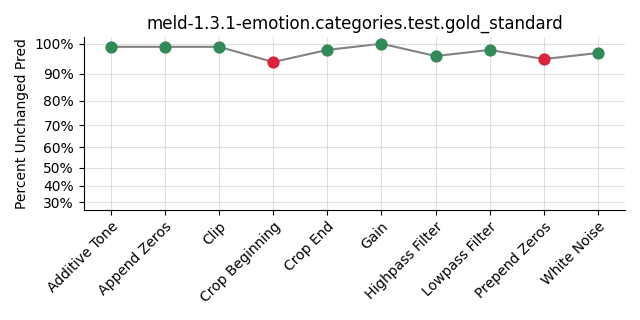 meld-1.3.1-emotion.categories.test.gold_standard
Percent Unchanged Pred
100%
90%
80%
70%
60%
50%
40%
30%
Additive Tone
Append Zeros
Clip
Crop Beginning
Crop End
Gain
Highpass Filter
Lowpass Filter
Prepend Zeros
White Noise